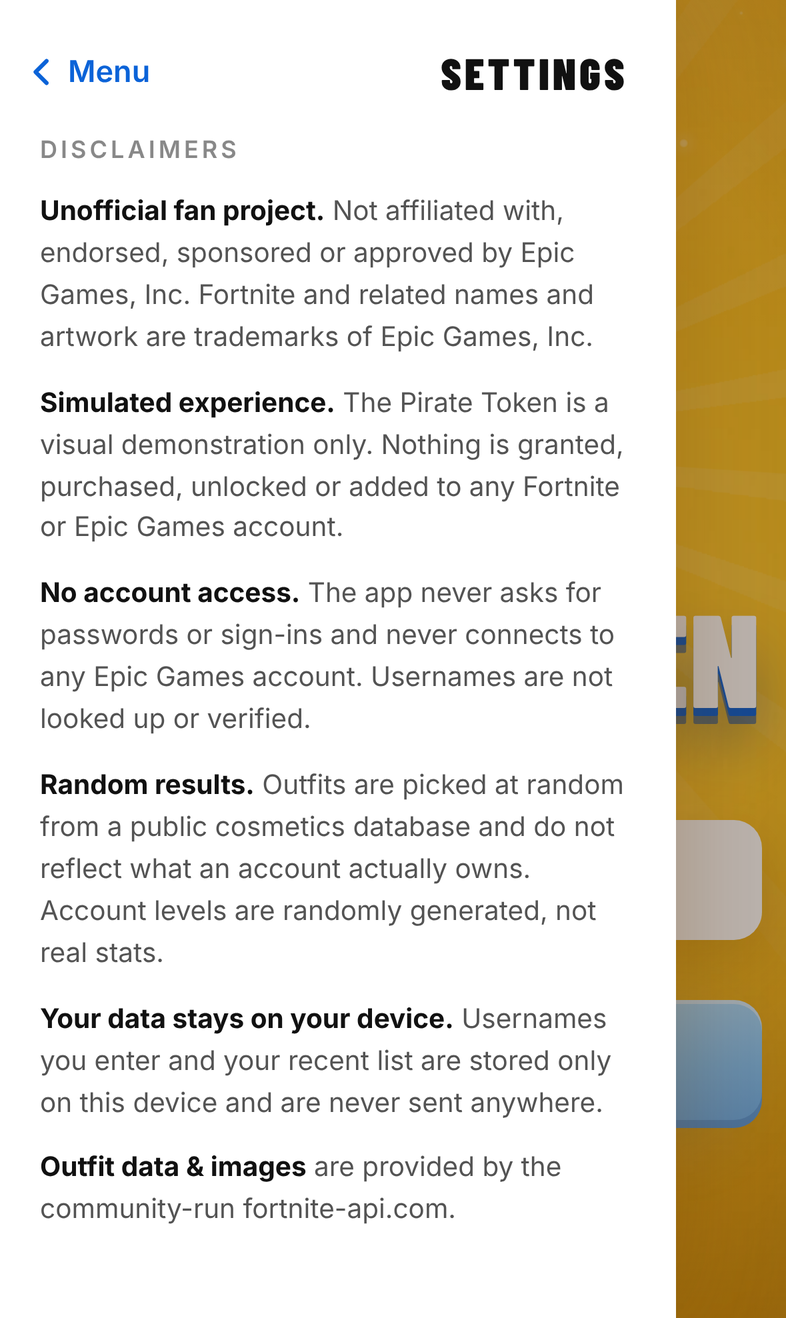 Menu
SETTINGS
DISCLAIMERS
Unofficial fan project. Not affiliated with,
endorsed, sponsored or approved by Epic
Games, Inc. Fortnite and related names and
artwork are trademarks of Epic Games, Inc.
Simulated experience. The Pirate Token is a
visual demonstration only. Nothing is granted,
purchased, unlocked or added to any Fortnite
or Epic Games account.
No account access. The app never asks for
passwords or sign-ins and never connects to
any Epic Games account. Usernames are not
looked up or verified.
Random results. Outfits are picked at random
from a public cosmetics database and do not
reflect what an account actually owns.
Account levels are randomly generated, not
real stats.
Your data stays on your device. Usernames
you enter and your recent list are stored only
on this device and are never sent anywhere.
Outfit data & images are provided by the
community-run fortnite-api.com.
EN